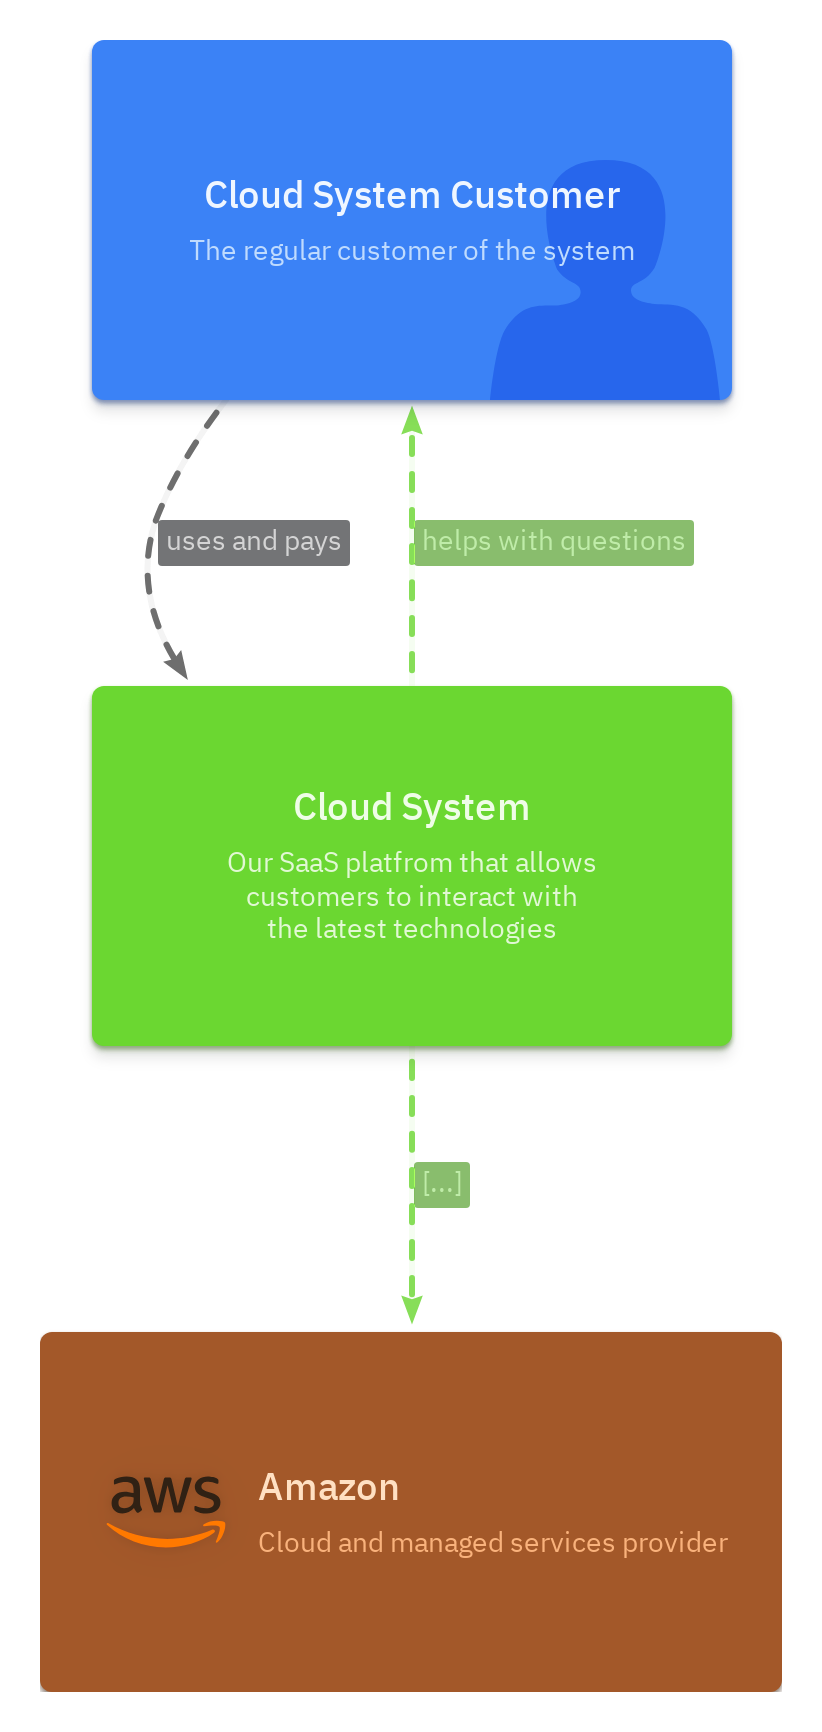 Cloud System Customer
The regular customer of the system
uses and pays
helps with questions
Cloud System
Our SaaS platfrom that allows
customers to interact with
the latest technologies
[...]
aws
Amazon
Cloud and managed services provider